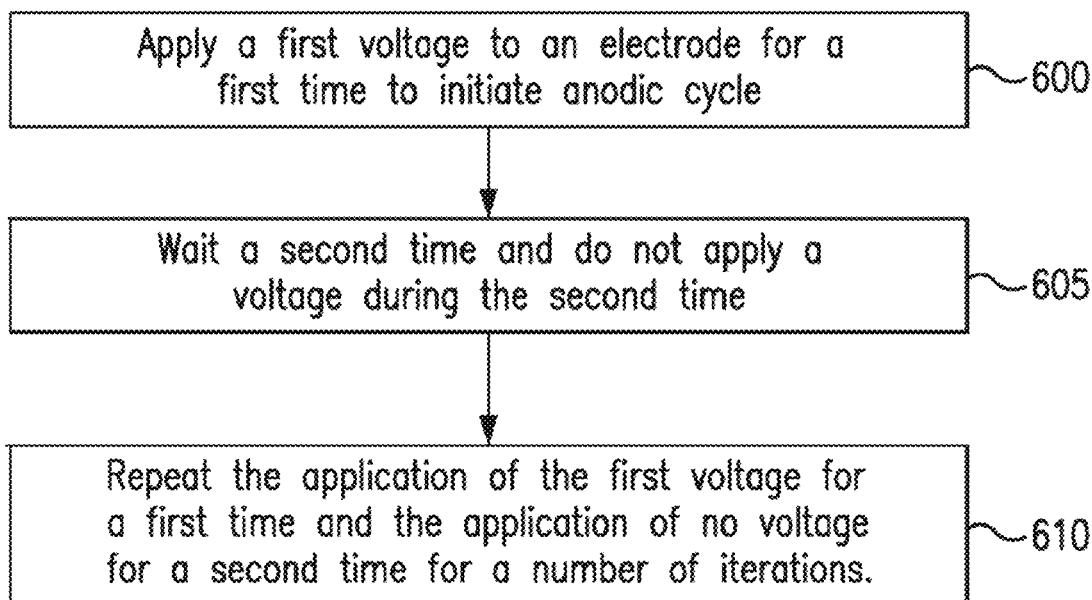 Apply a first voltage to an electrode for a
first time to initiate anodic cycle
600
Wait a second time and do not apply a
voltage during the second time
605
Repeat the application of the first voltage for
a first time and the application of no voltage
for a second time for a number of iterations.
610